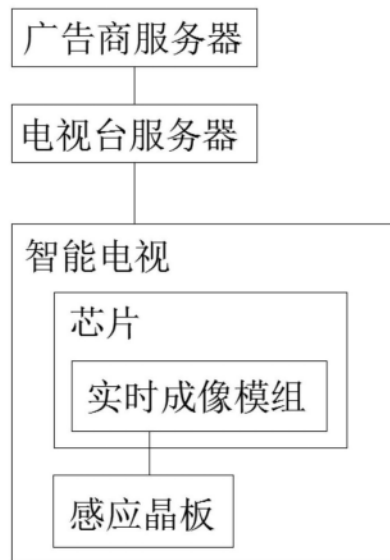 广告商服务器
电视台服务器
智能电视
芯片
实时成像模组
感应晶板